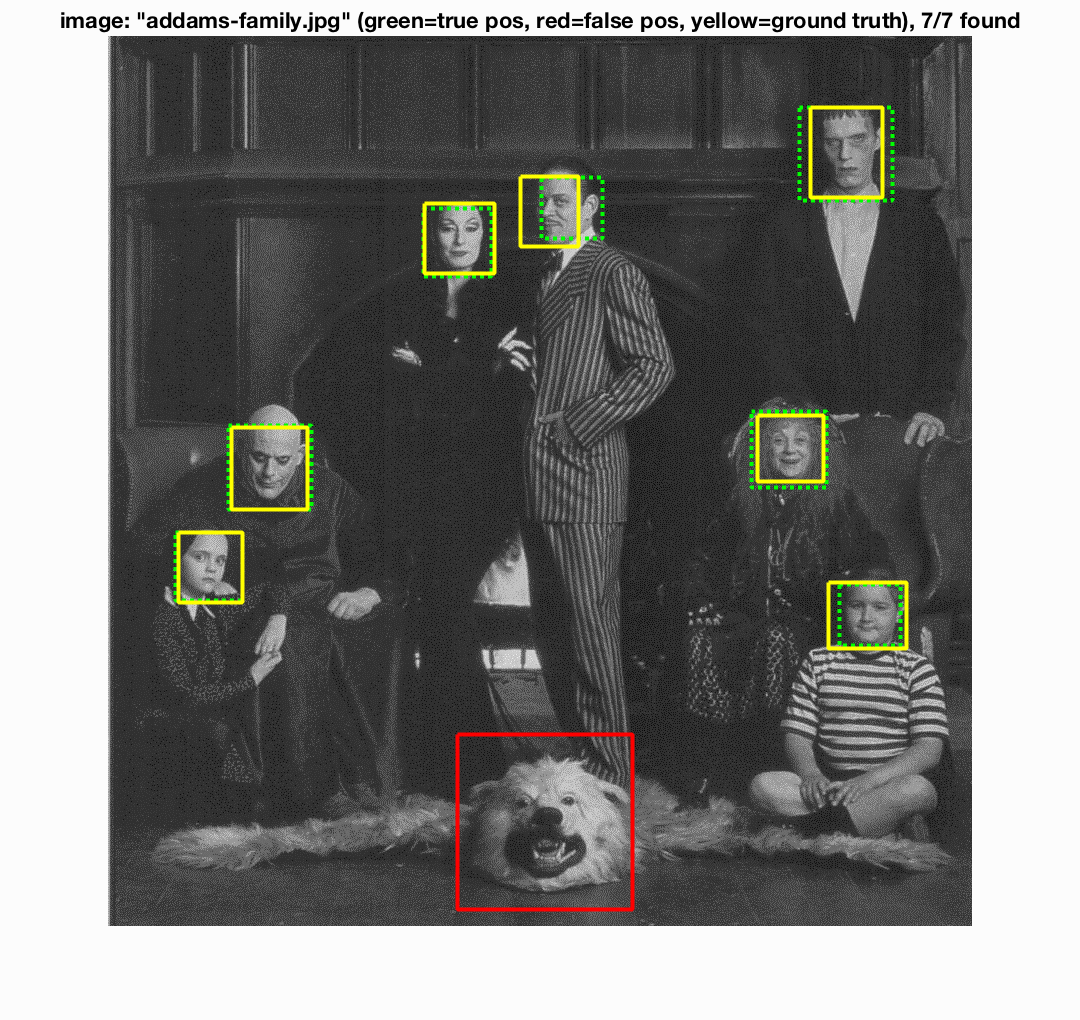 image: "addams-family.jpg" (green=true pos, red=false pos, yellow=ground truth), 7/7 found